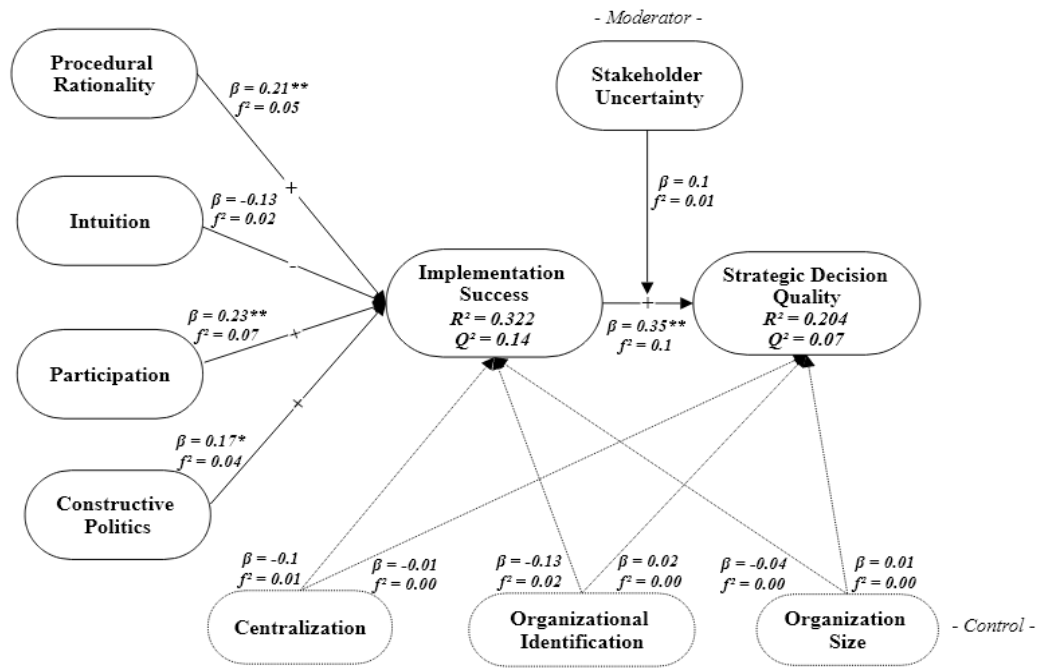 - Moderator -
Procedural
Rationality
β = 0.21**
f² = 0.05
+
Stakeholder
Uncertainty
β = 0.1
f² = 0.01
Intuition
β = -0.13
f² = 0.02
-
Implementation
Success
R² = 0.322
Q² = 0.14
+
β = 0.35**
f² = 0.1
Strategic Decision
Quality
R² = 0.204
Q² = 0.07
Participation
β = 0.23**
f² = 0.07
+
Constructive
Politics
β = 0.17*
f² = 0.04
+
β = -0.1
f² = 0.01
β = -0.01
f² = 0.00
β = -0.13
f² = 0.02
β = 0.02
f² = 0.00
β = -0.04
f² = 0.00
β = 0.01
f² = 0.00
Centralization
Organizational
Identification
Organization
Size
- Control -